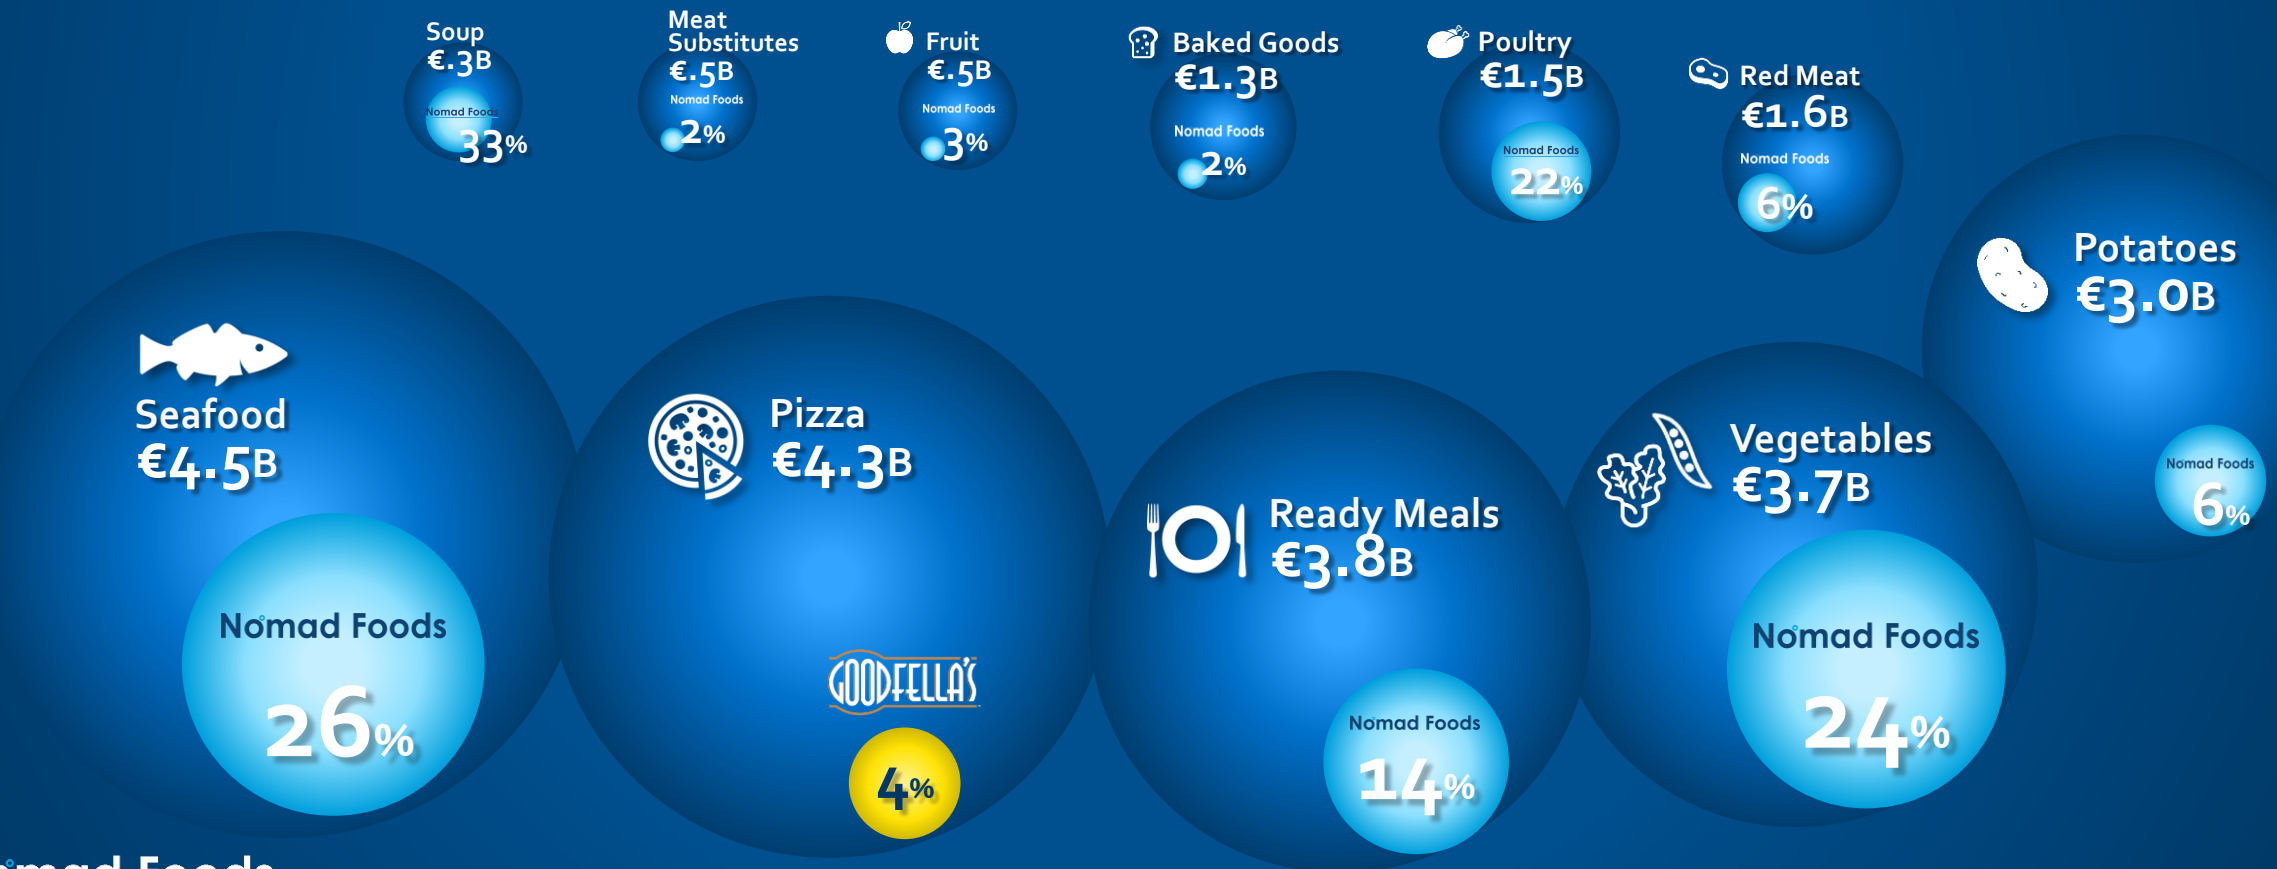 Soup
€.3B
Nomad Foods
33%
Meat
Substitutes
€.5B
Nomad Foods
2%
Fruit
€.5B
Nomad Foods
3%
Baked Goods
€1.3B
Nomad Foods
2%
Poultry
€1.5B
Nomad Foods
22%
Red Meat
€1.6B
Nomad Foods
6%
Potatoes
€3.0B
Nomad Foods
6%
Seafood
€4.5B
Nomad Foods
26%
Pizza
€4.3B
GOODFELLA'S
4%
Ready Meals
€3.8B
Nomad Foods
14%
Vegetables
€3.7B
Nomad Foods
24%
omad Foods